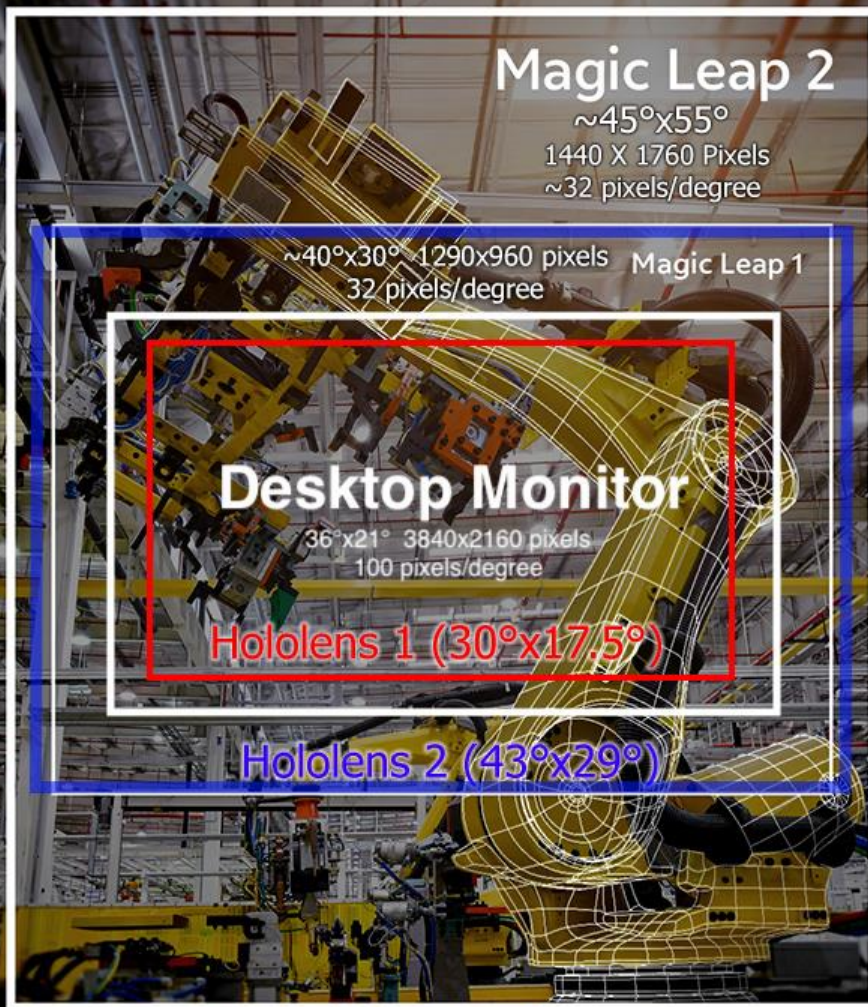 Magic Leap 2
~45°x55°
1440 X 1760 Pixels
~32 pixels/degree
~40°x30° 1290x960 pixels
Magic Leap 1
32 pixels/degree
Desktop Monitor
36°x21° 3840x2160 pixels
100 pixels/degree
Hololens 1 (30°x17.5°)
Hololens 2 (43°x29°)